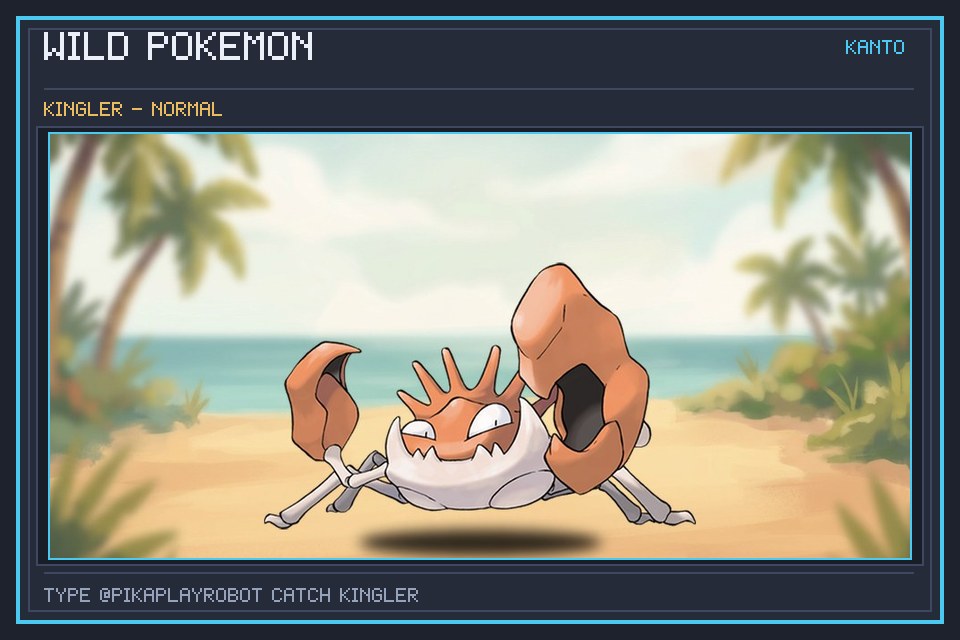 WILD POKEMON
KANTO
KINGLER - NORMAL
TYPE @PIKAPLAYROBOT CATCH KINGLER